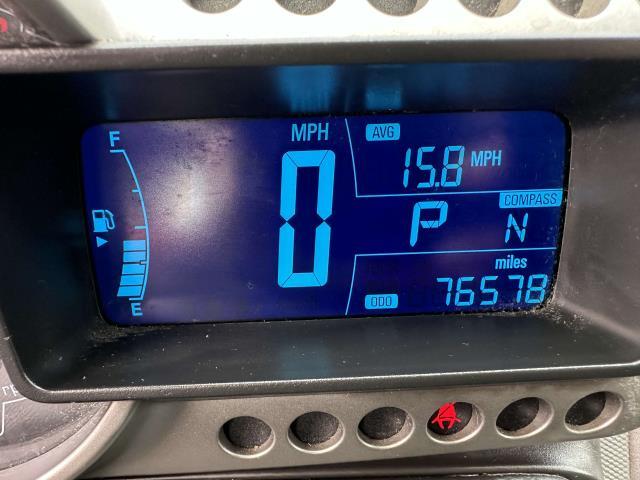 F
MPH
AVG
15.8 MPH
0
COMPASS
P N
miles
E
ODO 76578